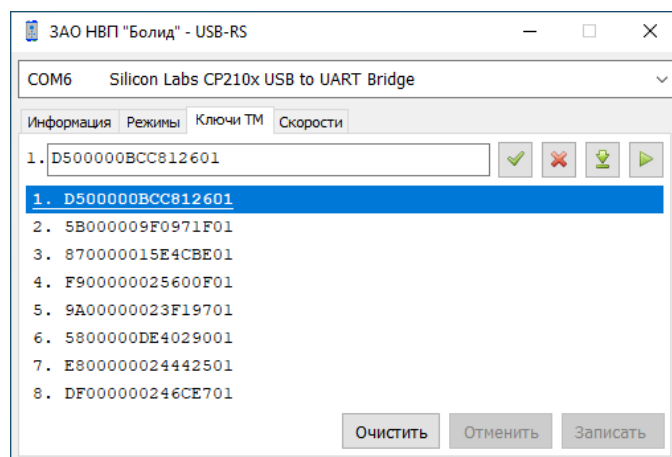 ЗАО НВП "Болид" - USB-RS
COM6 Silicon Labs CP210x USB to UART Bridge
Информация Режимы Ключи ТМ Скорости
1. D500000BCC812601
1. D500000BCC812601
2. 5B000009F0971F01
3. 870000015E4CBE01
4. F900000025600F01
5. 9A00000023F19701
6. 5800000DE4029001
7. E800000024442501
8. DF000000246CE701
Очистить Отменить Записать